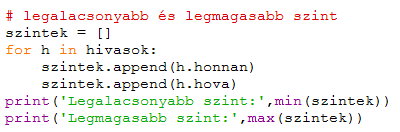 # legalacsonyabb és legmagasabb szint
szintek = []
for h in hivasok:
    szintek.append(h.honnan)
    szintek.append(h.hova)
print('Legalacsonyabb szint:',min(szintek))
print('Legmagasabb szint:',max(szintek))